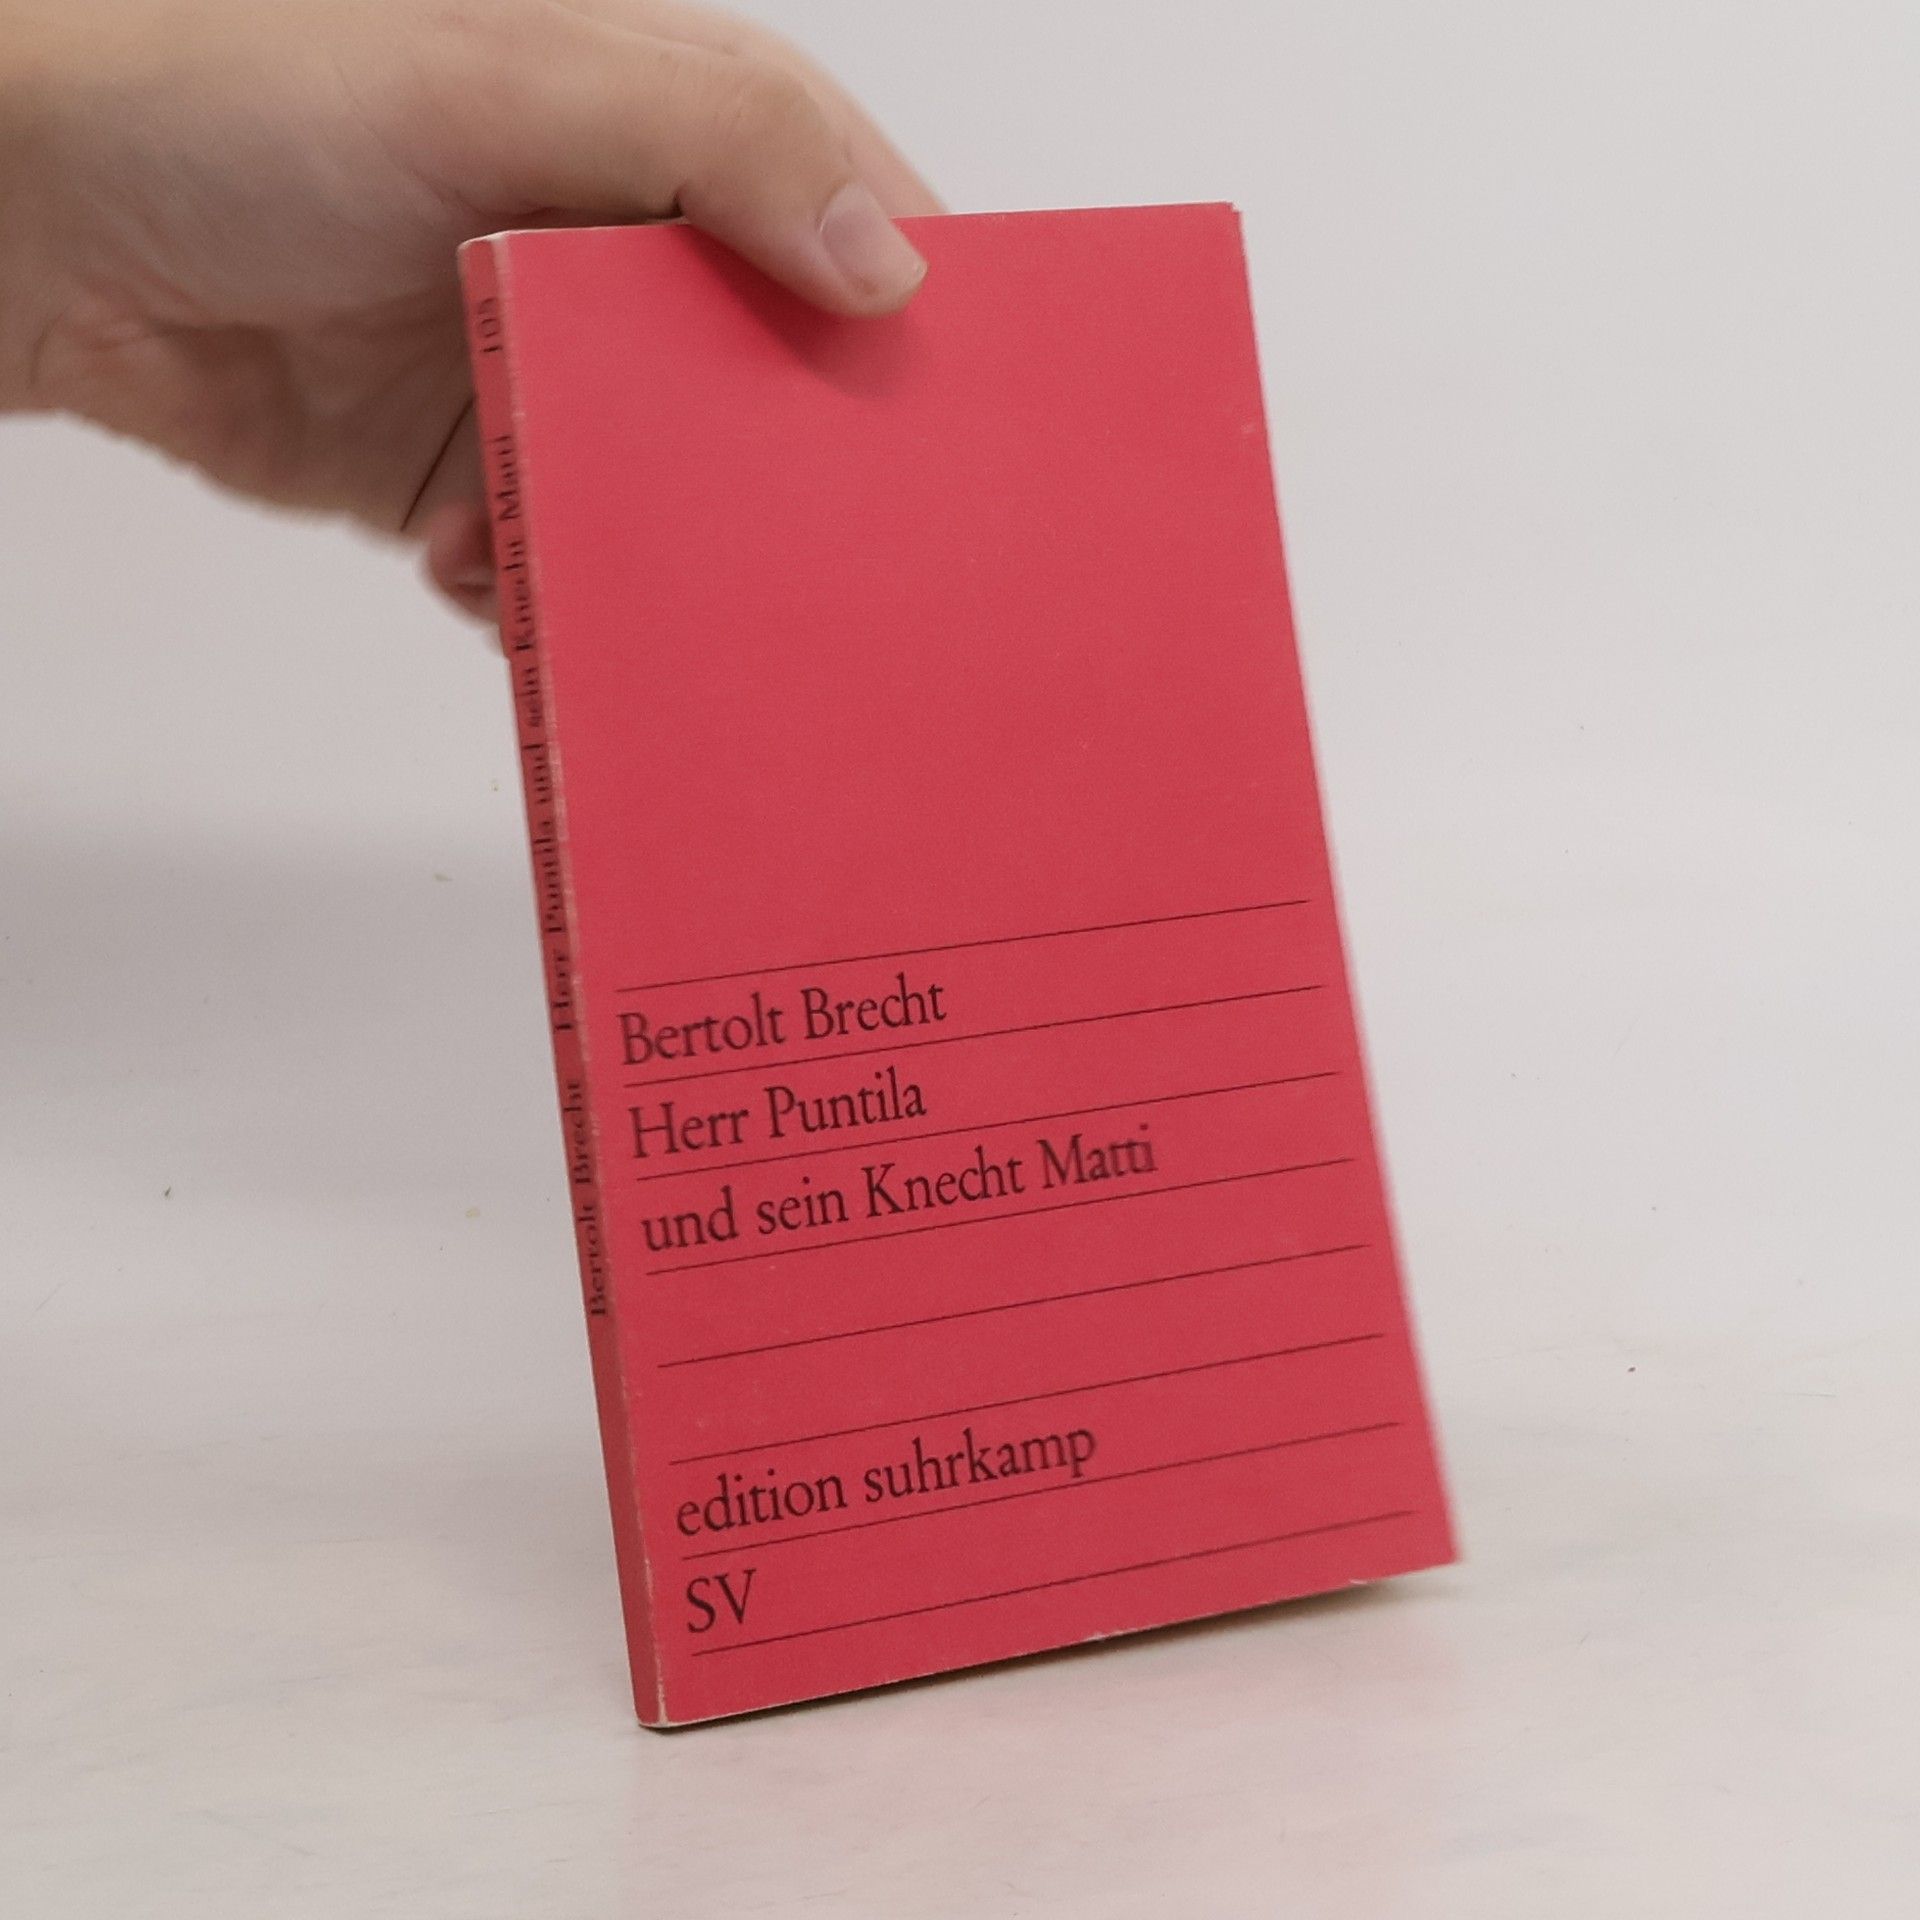 Bertolt Brecht
Herr Puntila
und sein Knecht Matti
edition suhrkamp
SV
Bertolt Brecht Herr Puntila und sein Knecht Matti 105